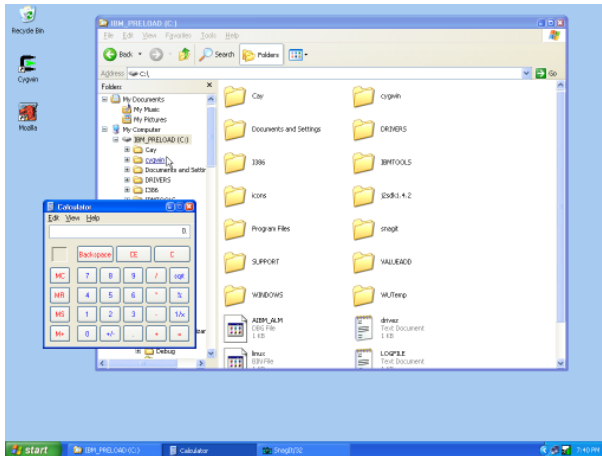 Recycle Bin
Cygwin
Mozilla
IBM_PRELOAD (C:)
File Edit View Favorites Tools Help
Back
Search
Folders
Address
C:\
Go
Folders
My Documents
My Music
My Pictures
My Computer
IBM_PRELOAD (C:)
Cay
cygwin
Documents and Settir
DRIVERS
I386
IBMTOOLS
Debug
Cay
cygwin
Documents and Settings
DRIVERS
I386
IBMTOOLS
icons
j2sdk1.4.2
Program Files
snagit
SUPPORT
VALUEADD
WINDOWS
WUTemp
AIBM_ALM
DBG File
1 KB
drivez
Text Document
1 KB
linux
BIN File
LOGFILE
Text Document
Calculator
Edit View Help
0.
Backspace CE C
MC 7 8 9 / sqrt
MR 4 5 6 * %
MS 1 2 3 - 1/x
M+ 0 +/- . + =
start
IBM_PRELOAD (C:)
Calculator
SnagIt/32
7:40 PM